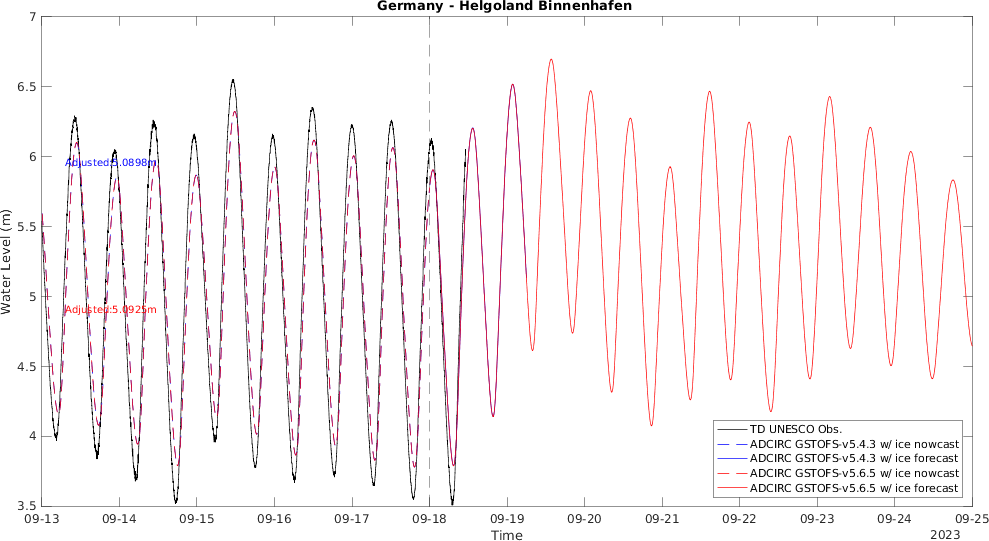 Germany - Helgoland Binnenhafen
7
6.5
6
5.5
5
4.5
4
3.5
Water Level (m)
Adjusted:5.0898m
Adjusted:5.0925m
TD UNESCO Obs.
ADCIRC GSTOFS-v5.4.3 w/ ice nowcast
ADCIRC GSTOFS-v5.4.3 w/ ice forecast
ADCIRC GSTOFS-v5.6.5 w/ ice nowcast
ADCIRC GSTOFS-v5.6.5 w/ ice forecast
09-13 09-14 09-15 09-16 09-17 09-18 09-19 09-20 09-21 09-22 09-23 09-24 09-25
Time
2023